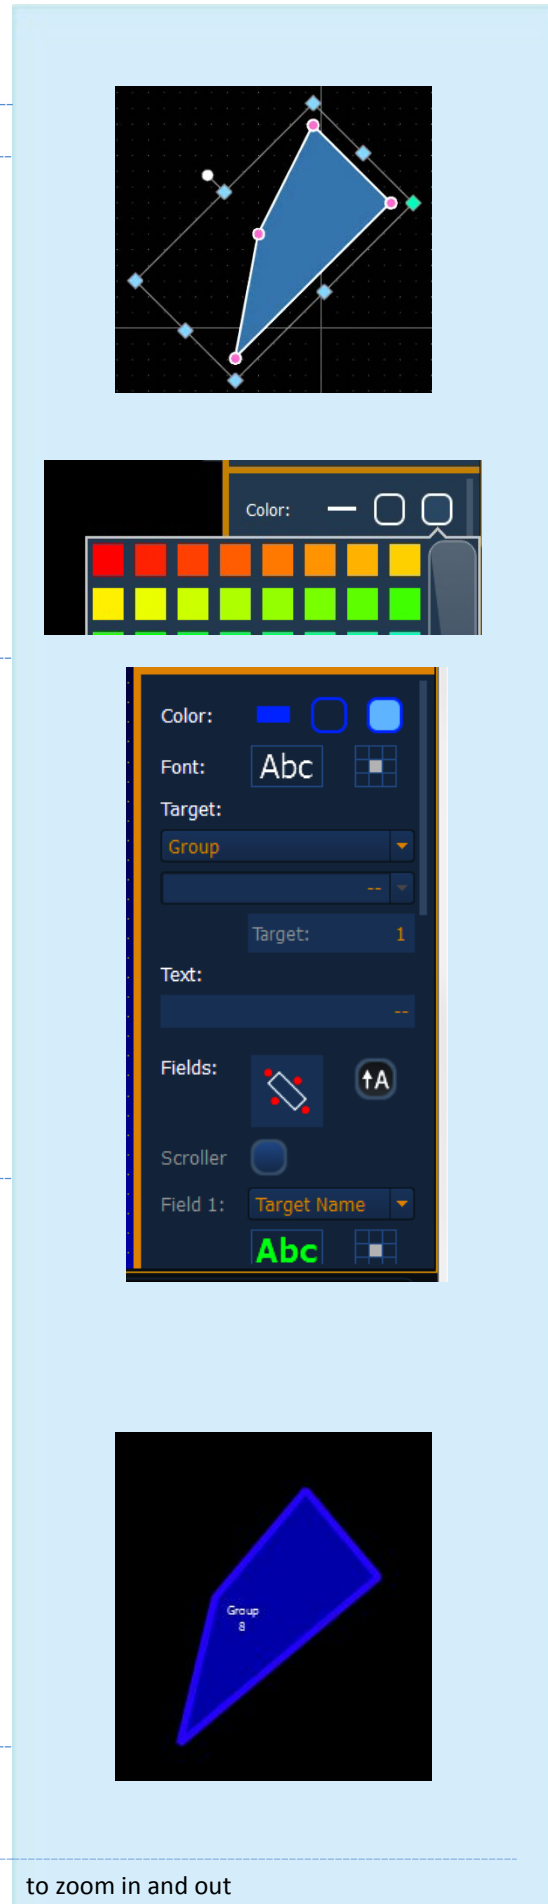 Color:
Color:
Font: Abc
Target:
Group
--
Target: 1
Text:
--
Fields: A
Scroller
Field 1: Target Name
Abc
Group
8
to zoom in and out